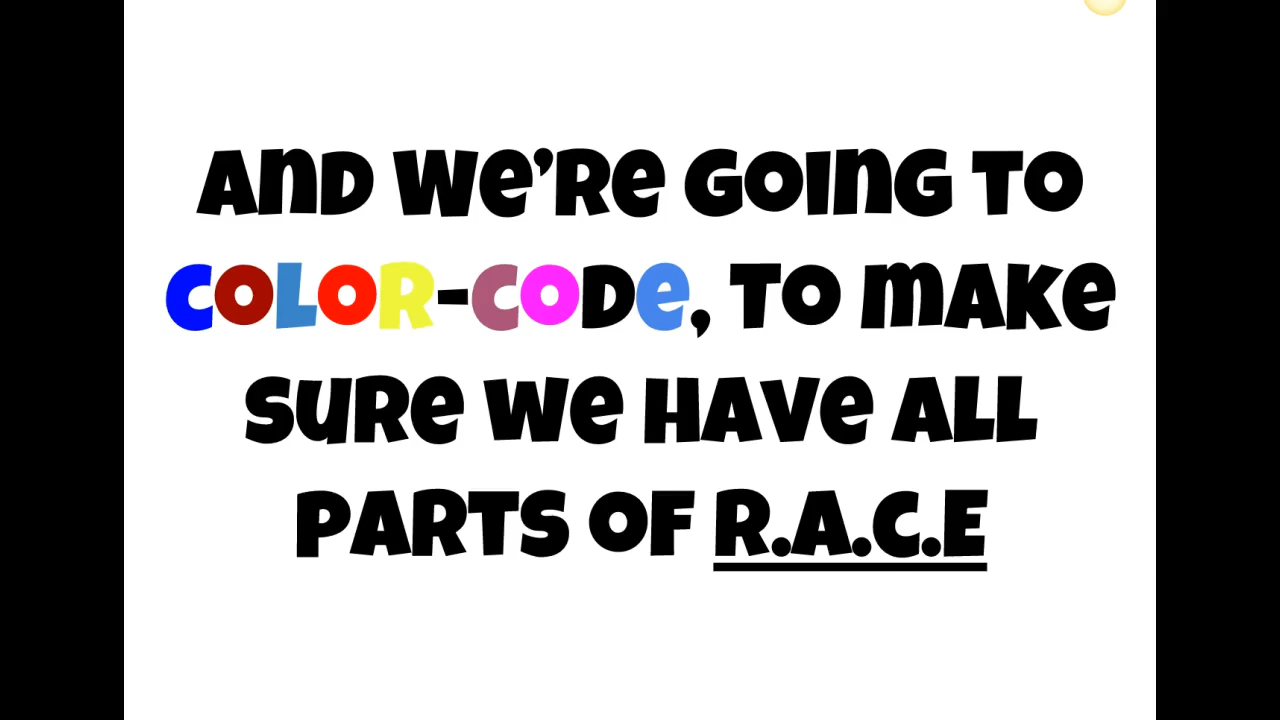 And we're going to
color-code, to make
sure we have all
parts of R.A.C.E